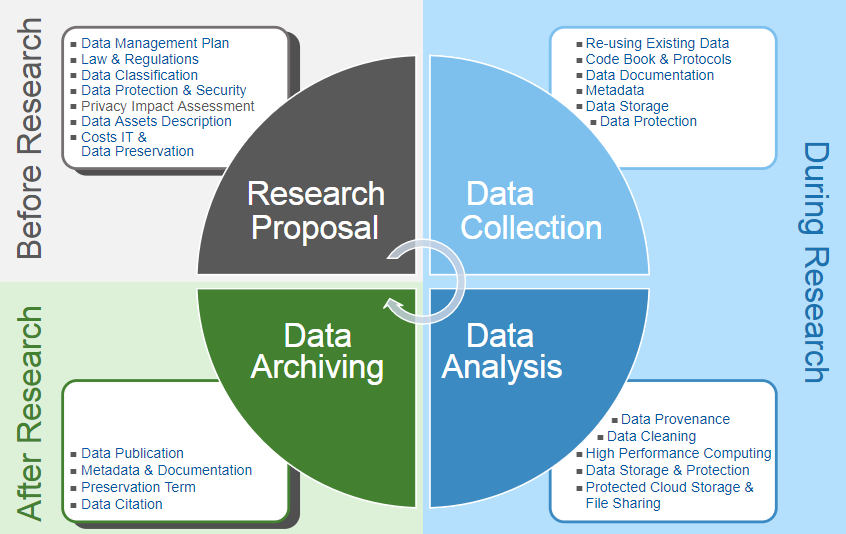 Before Research
Data Management Plan
Law & Regulations
Data Classification
Data Protection & Security
Privacy Impact Assessment
Data Assets Description
Costs IT &
Data Preservation
Research
Proposal
Data
Collection
Re-using Existing Data
Code Book & Protocols
Data Documentation
Metadata
Data Storage
Data Protection
During Research
After Research
Data
Archiving
Data Publication
Metadata & Documentation
Preservation Term
Data Citation
Data
Analysis
Data Provenance
Data Cleaning
High Performance Computing
Data Storage & Protection
Protected Cloud Storage &
File Sharing